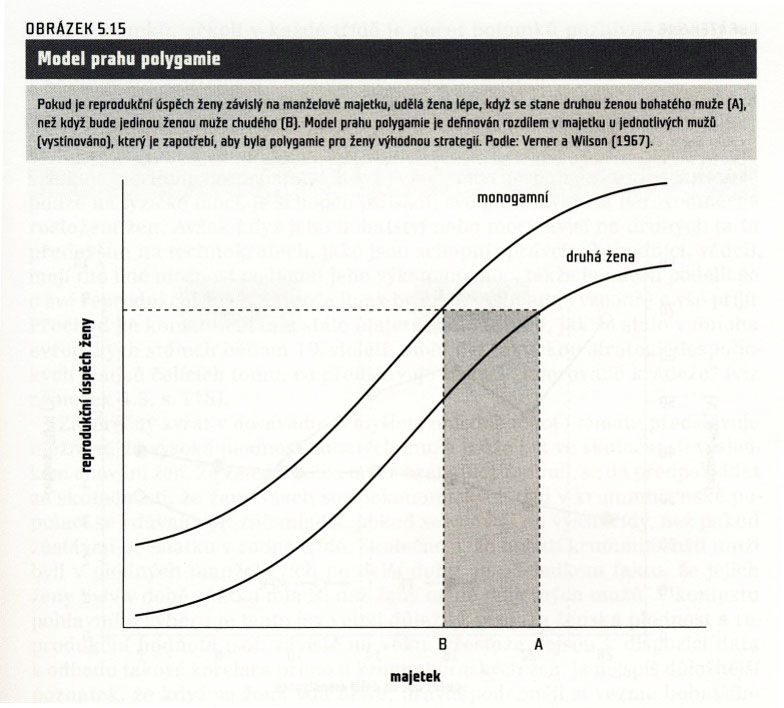 OBRÁZEK 5.15
Model prahu polygamie
Pokud je reprodukční úspěch ženy závislý na manželově majetku, udělá žena lépe, když se stane druhou ženou bohatého muže (A),
než když bude jedinou ženou muže chudého (B). Model prahu polygamie je definován rozdílem v majetku u jednotlivých mužů
(vystínováno), který je zapotřebí, aby byla polygamie pro ženy výhodnou strategií. Podle: Verner a Wilson (1967).
monogamní
druhá žena
reprodukční úspěch ženy
B A
majetek